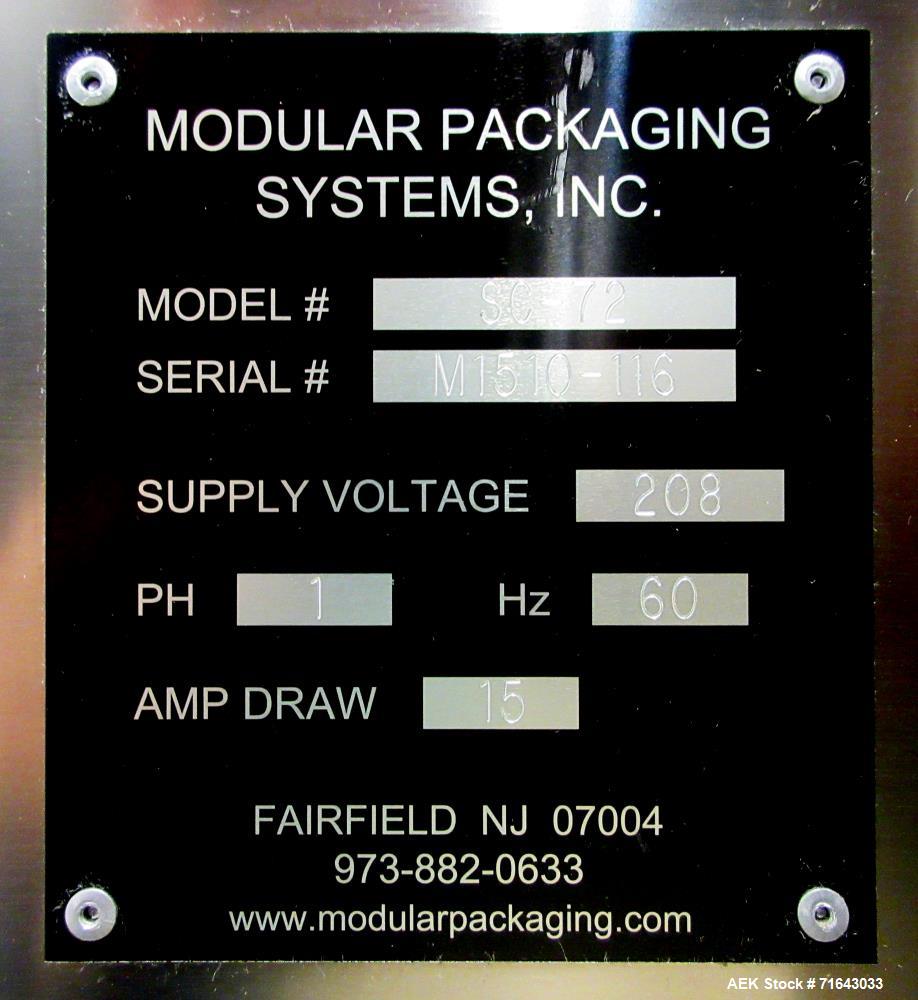 MODULAR PACKAGING
SYSTEMS, INC.
MODEL # SC-72
SERIAL # M1510-116
SUPPLY VOLTAGE 208
PH 1 Hz 60
AMP DRAW 15
FAIRFIELD NJ 07004
973-882-0633
www.modularpackaging.com
AEK Stock # 71643033